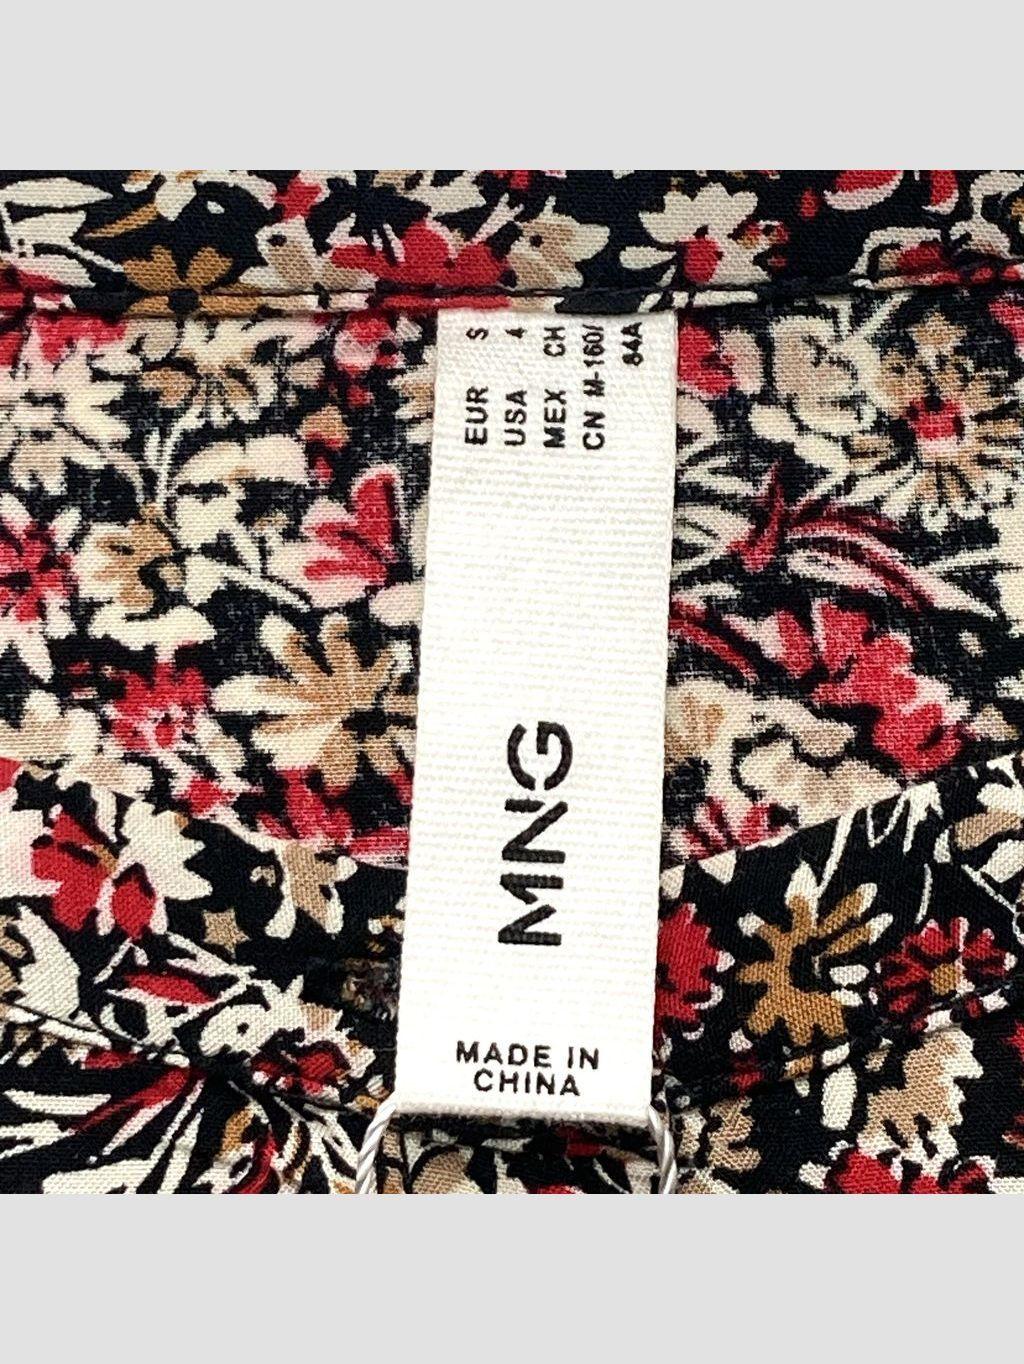 EUR S
USA 4
MEX CH
CN M-160/
84A
MNG
MADE IN
CHINA